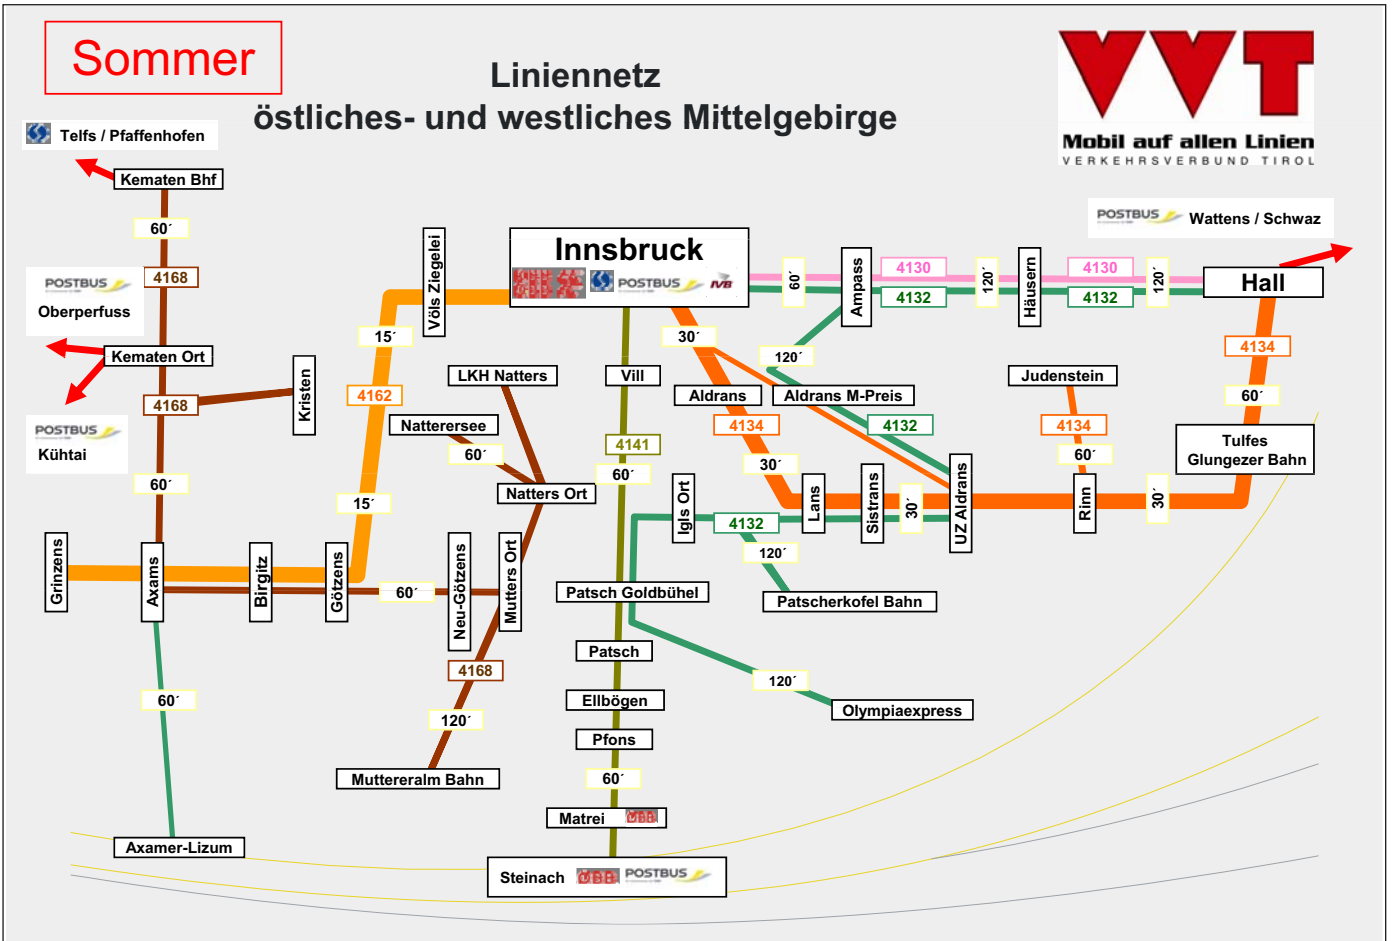 Sommer
Liniennetz
östliches- und westliches Mittelgebirge
VVT
Mobil auf allen Linien
VERKEHRSVERBUND TIROL
Telfs / Pfaffenhofen
Kematen Bhf
60´
4168
POSTBUS
Oberperfuss
Kematen Ort
4168
Kristen
POSTBUS
Kühtai
60´
Grinzens
Axams
Birgitz
Götzens
60´
Neu-Götzens
Mutters Ort
60´
Axamer-Lizum
Völs Ziegelei
15´
4162
15´
LKH Natters
Natterersee
60´
Natters Ort
4168
120´
Muttereralm Bahn
Innsbruck
POSTBUS
IVB
Vill
4141
60´
Patsch Goldbühel
Patsch
Ellbögen
Pfons
60´
Matrei
ÖBB
Steinach
ÖBB
POSTBUS
POSTBUS
Wattens / Schwaz
60´
Ampass
4130
4132
120´
Häusern
4130
4132
120´
Hall
30´
120´
Aldrans
Aldrans M-Preis
4134
4132
30´
Lans
Sistrans
30´
UZ Aldrans
Igls Ort
4132
120´
Patscherkofel Bahn
120´
Olympiaexpress
Judenstein
4134
60´
Rinn
30´
4134
60´
Tulfes
Glungezer Bahn